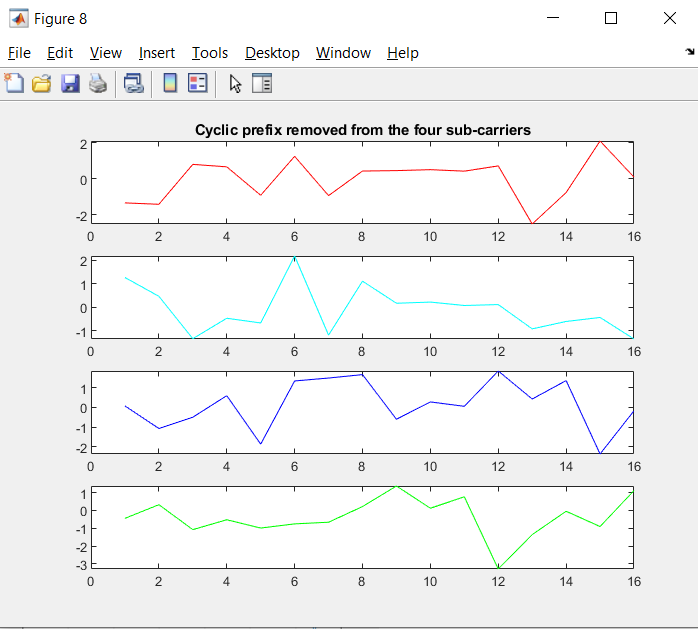 Figure 8
File Edit View Insert Tools Desktop Window Help
Cyclic prefix removed from the four sub-carriers
2
0
-2
0 2 4 6 8 10 12 14 16
2
1
0
-1
0 2 4 6 8 10 12 14 16
1
0
-1
-2
0 2 4 6 8 10 12 14 16
1
0
-1
-2
-3
0 2 4 6 8 10 12 14 16